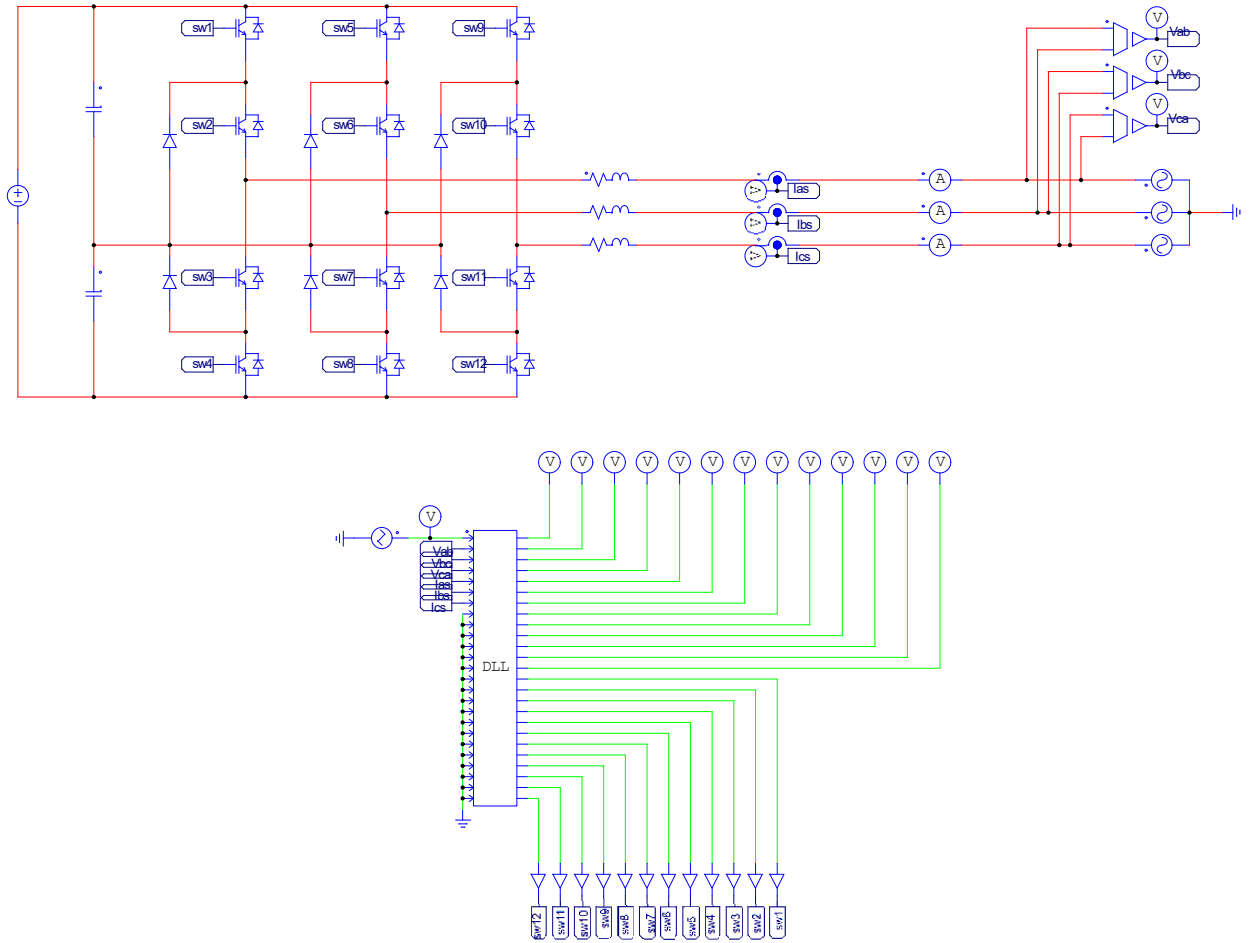 sw1 sw5 sw9 V Vab
V Vbc
V Vca
sw2 sw6 sw10
V Ias A
V Ibs A
V Ics A
sw3 sw7 sw11
sw4 sw8 sw12
V V V V V V V V V V V V V
V
Vab
Vbc
Vca
Ias
Ibs
Ics
DLL
sw12 sw11 sw10 sw9 sw8 sw7 sw6 sw5 sw4 sw3 sw2 sw1